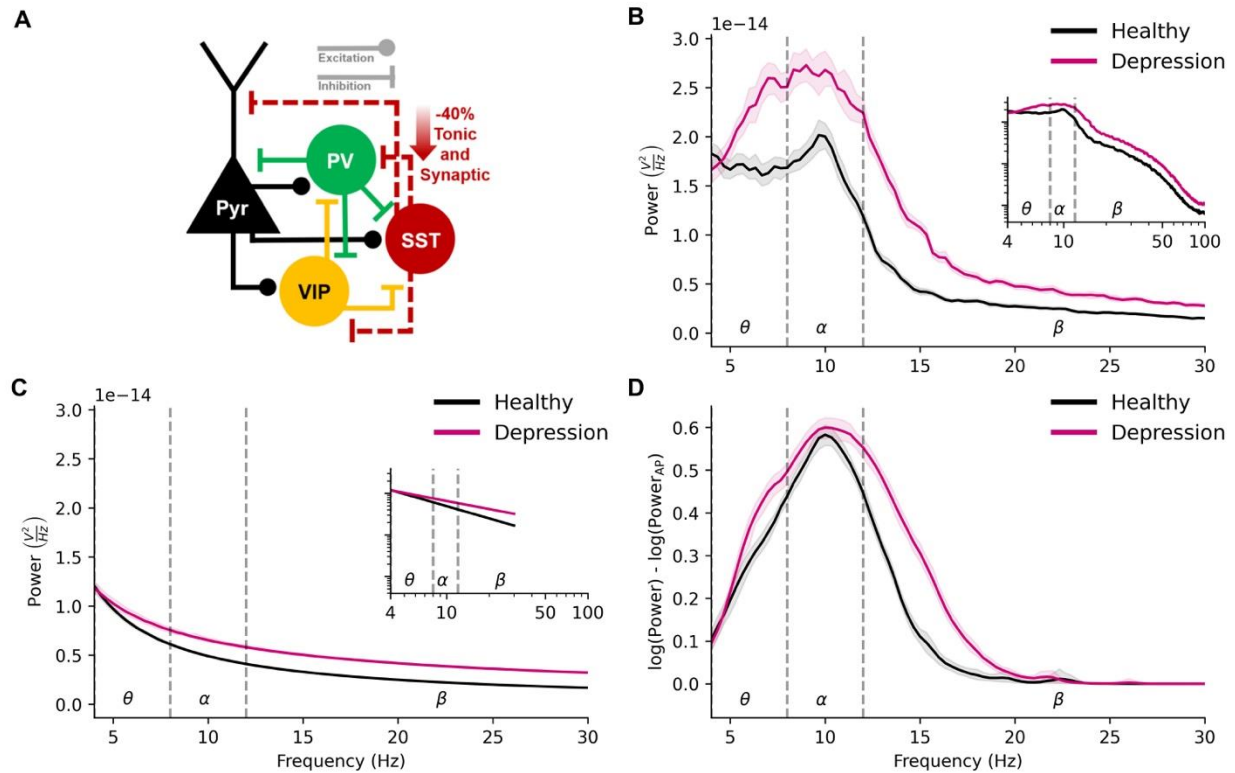 A
Excitation
Inhibition
-40%
Tonic
and
Synaptic
PV
Pyr
SST
VIP
B
1e−14
Healthy
Depression
3.0
2.5
2.0
1.5
1.0
0.5
0.0
Power (V²/Hz)
θ
α
β
4
10
50
100
θ
α
β
5
10
15
20
25
30
C
1e−14
Healthy
Depression
3.0
2.5
2.0
1.5
1.0
0.5
0.0
Power (V²/Hz)
θ
α
β
4
10
50
100
θ
α
β
5
10
15
20
25
30
Frequency (Hz)
D
Healthy
Depression
0.6
0.5
0.4
0.3
0.2
0.1
0.0
log(Power) - log(Power_AP)
θ
α
β
5
10
15
20
25
30
Frequency (Hz)